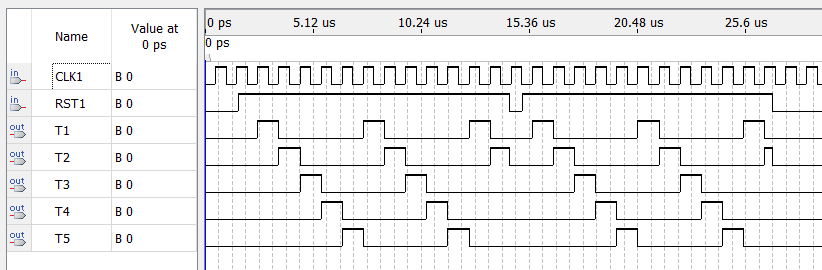 Name Value at 0 ps
0 ps 5.12 us 10.24 us 15.36 us 20.48 us 25.6 us
0 ps
in CLK1 B 0
in RST1 B 0
out T1 B 0
out T2 B 0
out T3 B 0
out T4 B 0
out T5 B 0